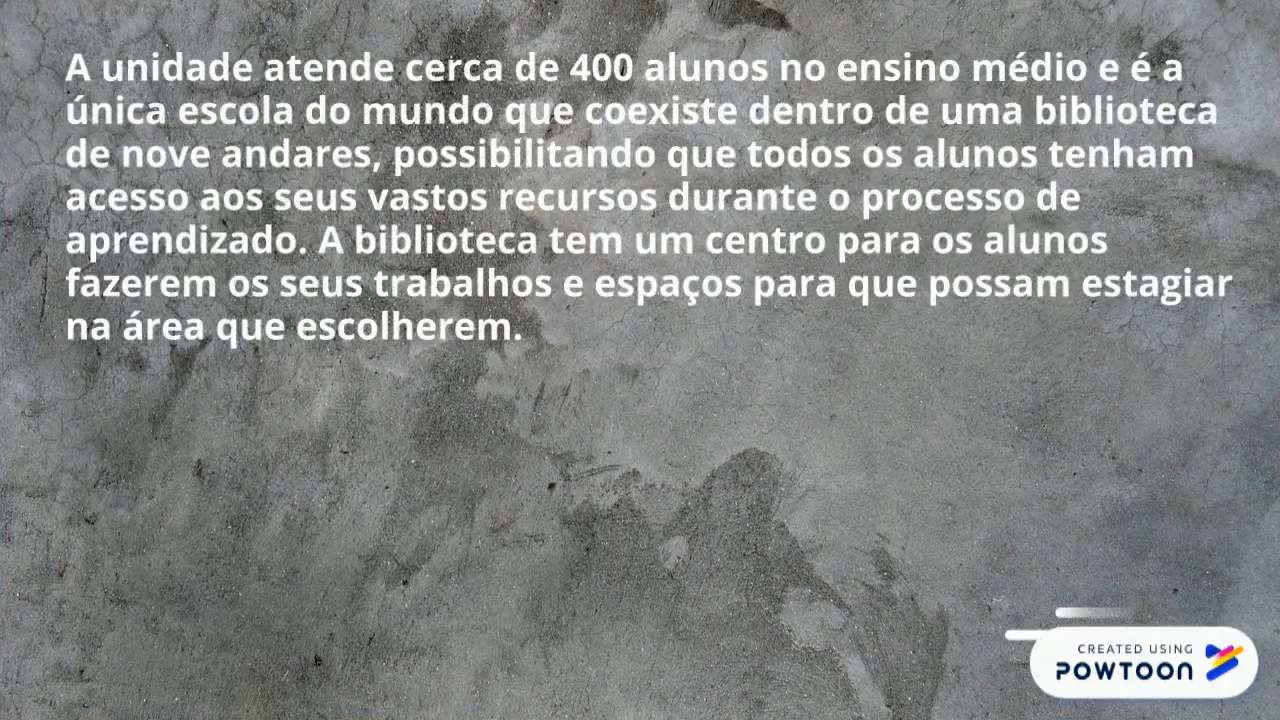 A unidade atende cerca de 400 alunos no ensino médio e é a
única escola do mundo que coexiste dentro de uma biblioteca
de nove andares, possibilitando que todos os alunos tenham
acesso aos seus vastos recursos durante o processo de
aprendizado. A biblioteca tem um centro para os alunos
fazerem os seus trabalhos e espaços para que possam estagiar
na área que escolherem.
CREATED USING
POWTOON